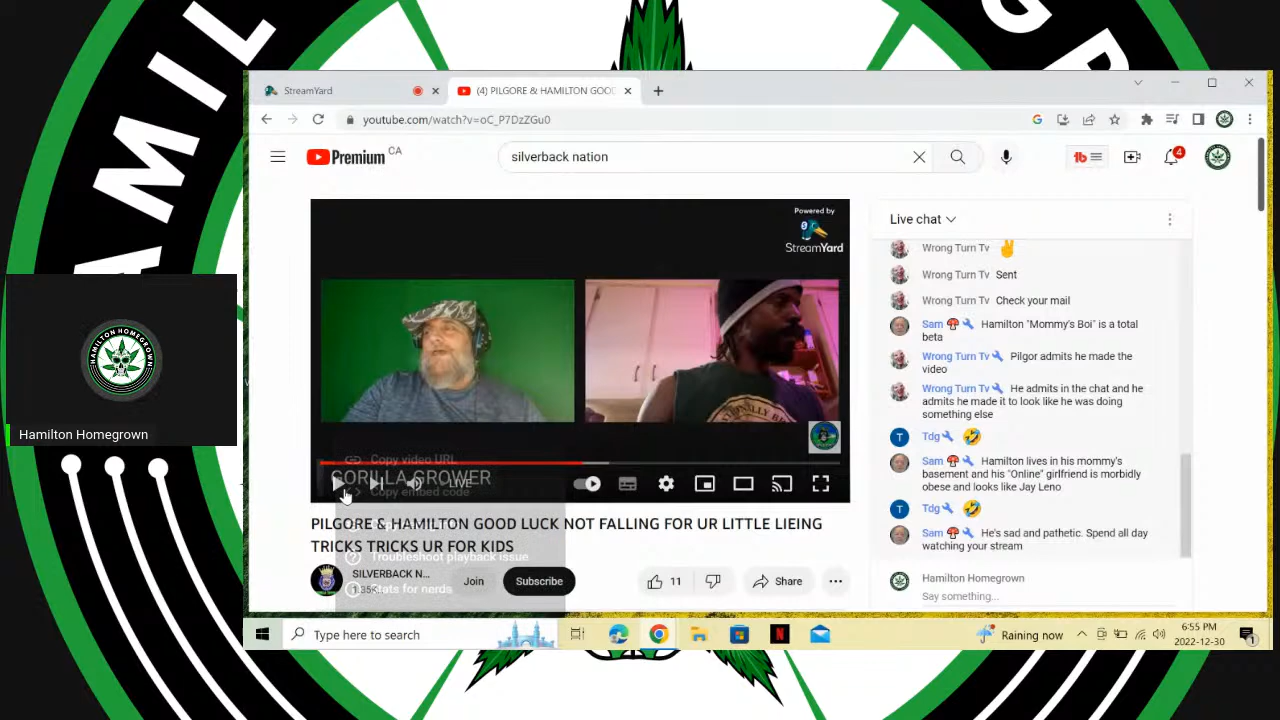 AMIL
GR
StreamYard
(4) PILGORE & HAMILTON GOO
youtube.com/watch?v=oC_P7DzZGu0
Premium CA
silverback nation
4
Powered by
StreamYard
Live chat
Wrong Turn Tv ✌
Wrong Turn Tv Sent
Wrong Turn Tv Check your mail
Sam 🍄 Hamilton "Mommy's Boi" is a total
beta
Wrong Turn Tv Pilgor admits he made the
video
Wrong Turn Tv He admits in the chat and he
admits he made it to look like he was doing
something else
T Tdg 🤣
Sam 🍄 Hamilton lives in his mommy's
basement and his "Online" girlfriend is morbidly
obese and looks like Jay Leno
T Tdg 🤣
Sam 🍄 He's sad and pathetic. Spend all day
watching your stream
Hamilton Homegrown
Say something...
HAMILTON HOMEGROWN
Hamilton Homegrown
Copy video URL
GORILLA GROWER
LIVE
Copy embed code
PILGORE & HAMILTON GOOD LUCK NOT FALLING FOR UR LITTLE LIEING
TRICKS TRICKS UR FOR KIDS
Troubleshoot playback issue
SILVERBACK N...
Stats for nerds
Join
Subscribe
11
Share
Type here to search
Raining now
6:55 PM
2022-12-30
1